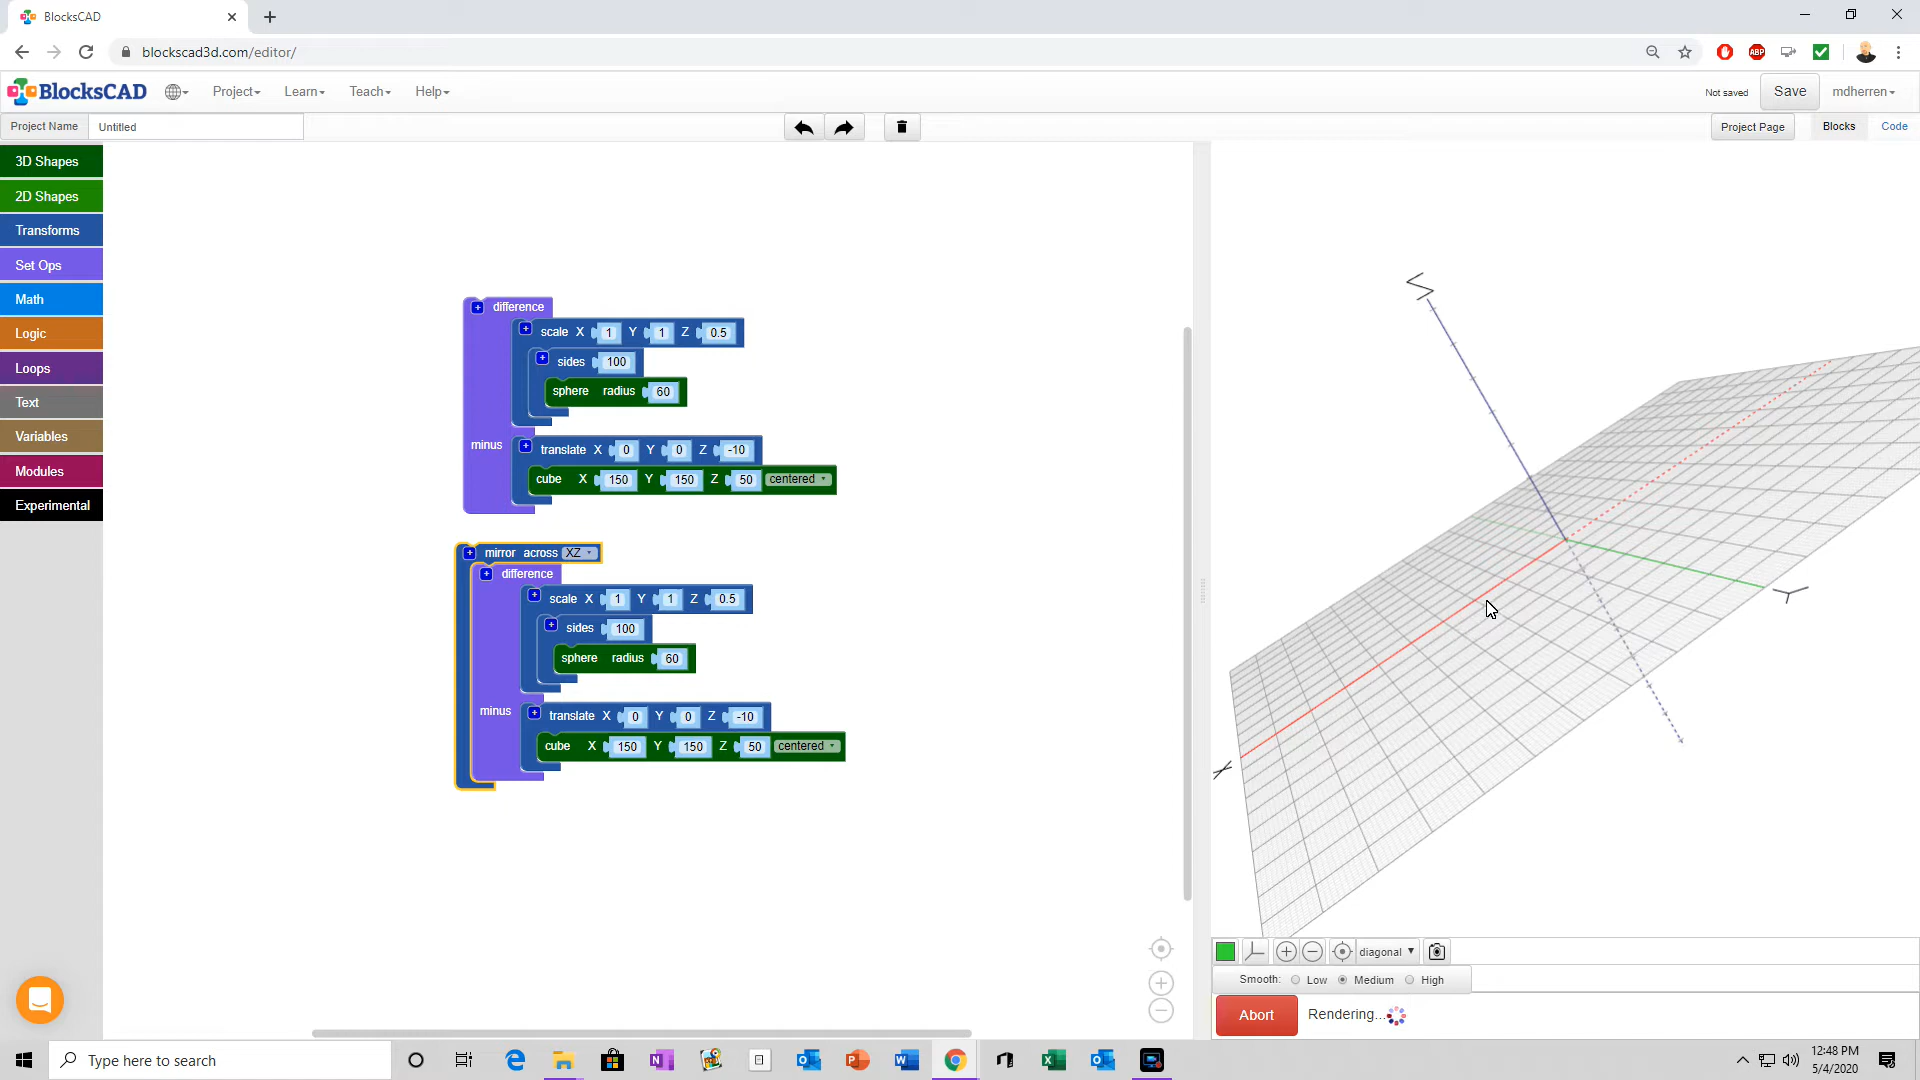 BlocksCAD
blockscad3d.com/editor/
ABP
BlocksCAD Project Learn Teach Help Not saved Save mdherren
Project Name Untitled Project Page Blocks Code
3D Shapes
2D Shapes
Transforms
Set Ops
Math
Logic
Loops
Text
Variables
Modules
Experimental
difference
scale X 1 Y 1 Z 0.5
sides 100
sphere radius 60
minus translate X 0 Y 0 Z -10
cube X 150 Y 150 Z 50 centered
mirror across XZ
difference
scale X 1 Y 1 Z 0.5
sides 100
sphere radius 60
minus translate X 0 Y 0 Z -10
cube X 150 Y 150 Z 50 centered
Z
Y
X
diagonal
Smooth: Low Medium High
Abort Rendering...
Type here to search
12:48 PM
5/4/2020